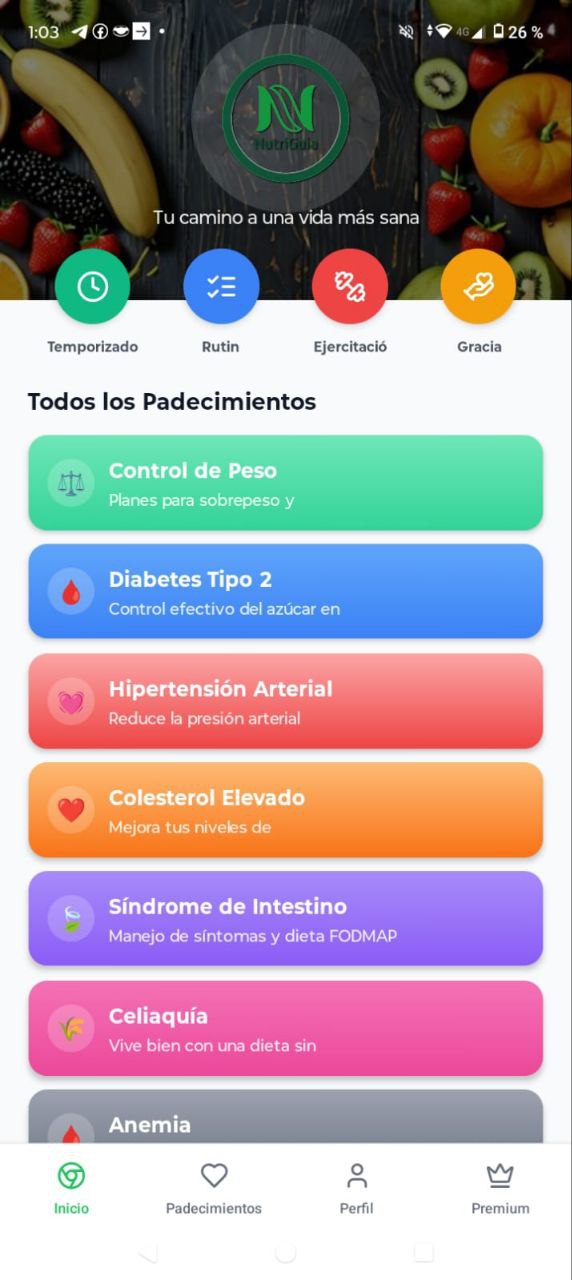 1:03
4G
26 %
NutriGuia
Tu camino a una vida más sana
Temporizado
Rutin
Ejercitació
Gracia
Todos los Padecimientos
Control de Peso
Planes para sobrepeso y
Diabetes Tipo 2
Control efectivo del azúcar en
Hipertensión Arterial
Reduce la presión arterial
Colesterol Elevado
Mejora tus niveles de
Síndrome de Intestino
Manejo de síntomas y dieta FODMAP
Celiaquía
Vive bien con una dieta sin
Anemia
Inicio
Padecimientos
Perfil
Premium